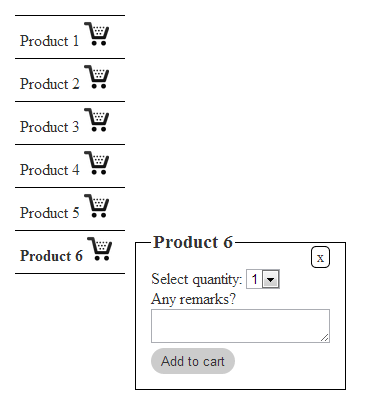 Product 1
Product 2
Product 3
Product 4
Product 5
Product 6
Product 6
x
Select quantity: 1
Any remarks?
Add to cart